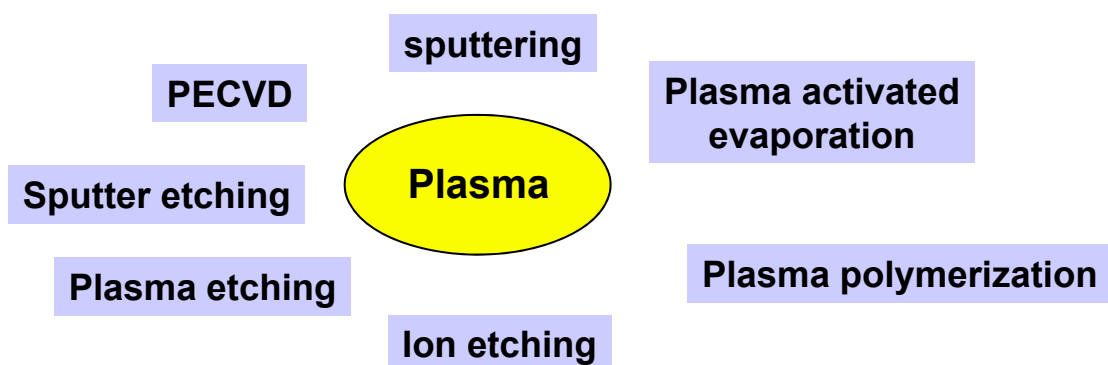 sputtering
PECVD
Plasma activated
evaporation
Plasma
Sputter etching
Plasma etching
Plasma polymerization
Ion etching